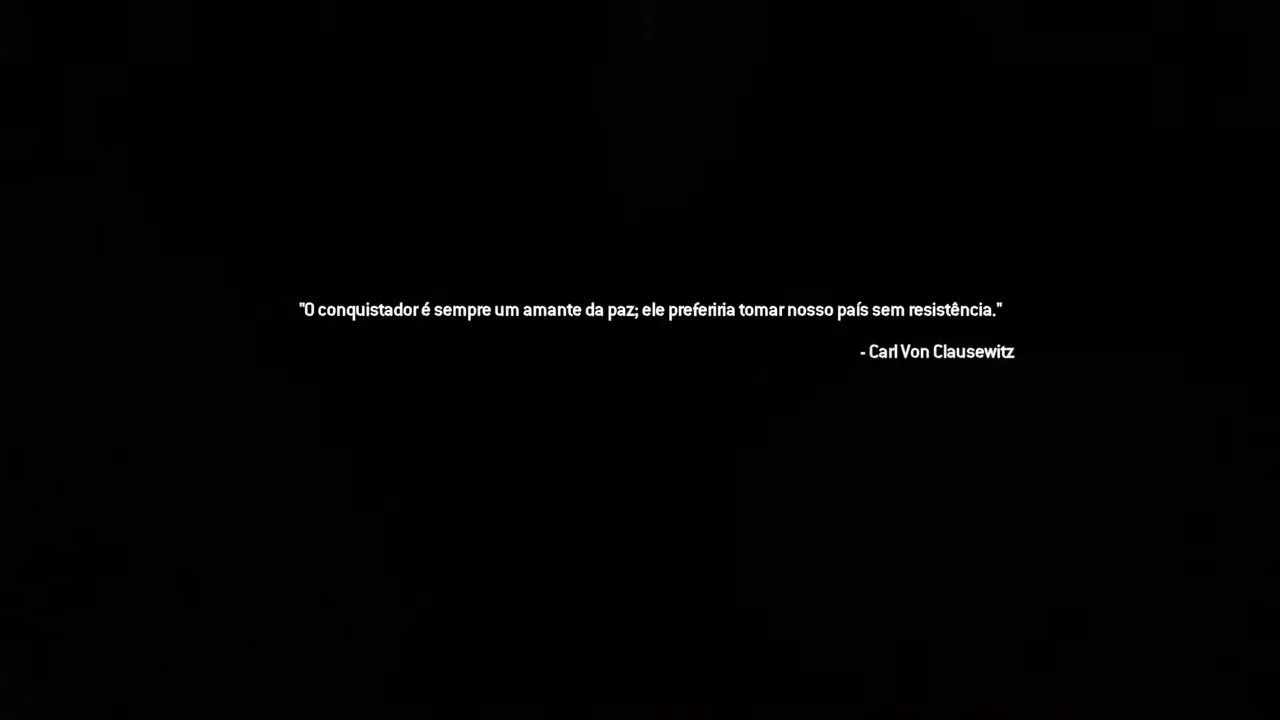 "O conquistador é sempre um amante da paz; ele preferiria tomar nosso país sem resistência."
- Carl Von Clausewitz